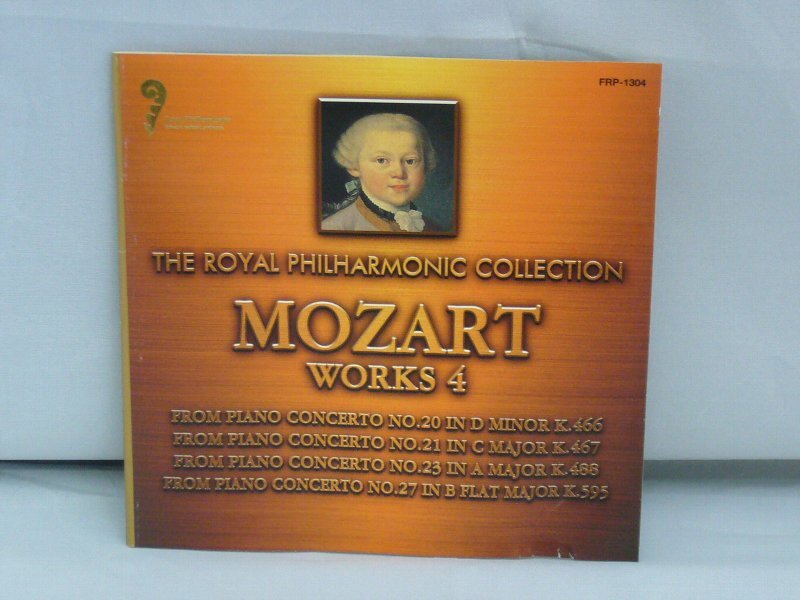 FRP-1304
THE ROYAL PHILHARMONIC COLLECTION
MOZART
WORKS 4
FROM PIANO CONCERTO NO.20 IN D MINOR K.466
FROM PIANO CONCERTO NO.21 IN C MAJOR K.467
FROM PIANO CONCERTO NO.23 IN A MAJOR K.488
FROM PIANO CONCERTO NO.27 IN B FLAT MAJOR K.595